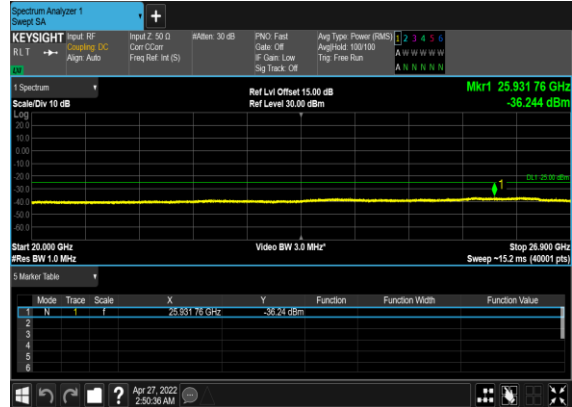 Spectrum Analyzer 1
Swept SA
+
KEYSIGHT Input: RF Input Z: 50 Ω #Atten: 30 dB PNO: Fast Avg Type: Power (RMS) 1 2 3 4 5 6
RLT Coupling: DC Corr CCorr Gate: Off Avg|Hold: 100/100 A W W W W W
Align: Auto Freq Ref: Int (S) IF Gain: Low Trig: Free Run
Sig Track: Off A N N N N N
1 Spectrum Ref Lvl Offset 15.00 dB Mkr1 25.931 76 GHz
Scale/Div 10 dB Ref Level 30.00 dBm -36.244 dBm
Log
20.0
10.0
0.00
-10.0
-20.0
DL1 25.00 dBm
1
-30.0
-40.0
-50.0
-60.0
Start 20.000 GHz Video BW 3.0 MHz* Stop 26.900 GHz
#Res BW 1.0 MHz Sweep ~15.2 ms (40001 pts)
5 Marker Table
Mode Trace Scale X Y Function Function Width Function Value
1 N 1 f 25.931 76 GHz -36.24 dBm
2
3
4
5
6
? Apr 27, 2022
2:50:36 AM